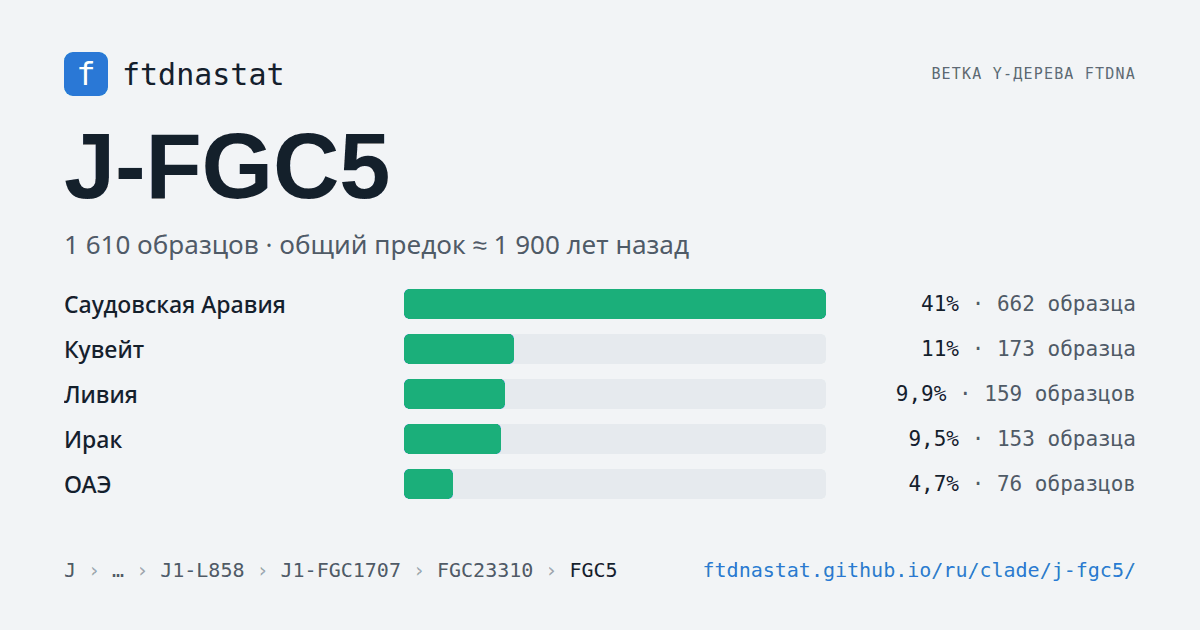 f ftdnastat
ВЕТКА Y-ДЕРЕВА FTDNA
J-FGC5
1 610 образцов · общий предок ≈ 1 900 лет назад
Саудовская Аравия 41% · 662 образца
Кувейт 11% · 173 образца
Ливия 9,9% · 159 образцов
Ирак 9,5% · 153 образца
ОАЭ 4,7% · 76 образцов
J › … › J1-L858 › J1-FGC1707 › FGC23310 › FGC5
ftdnastat.github.io/ru/clade/j-fgc5/